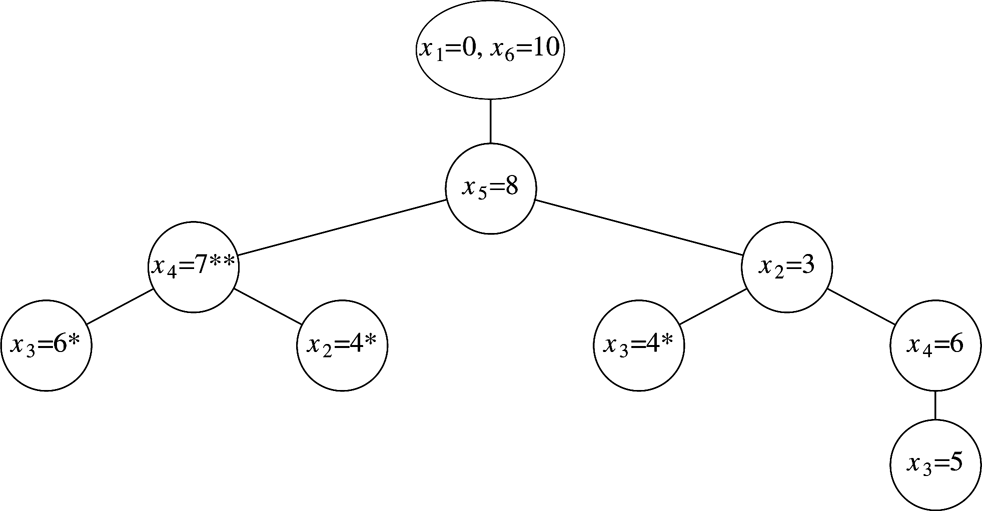 x₁=0, x₆=10
x₅=8
x₄=7**
x₂=3
x₃=6*
x₂=4*
x₃=4*
x₄=6
x₃=5